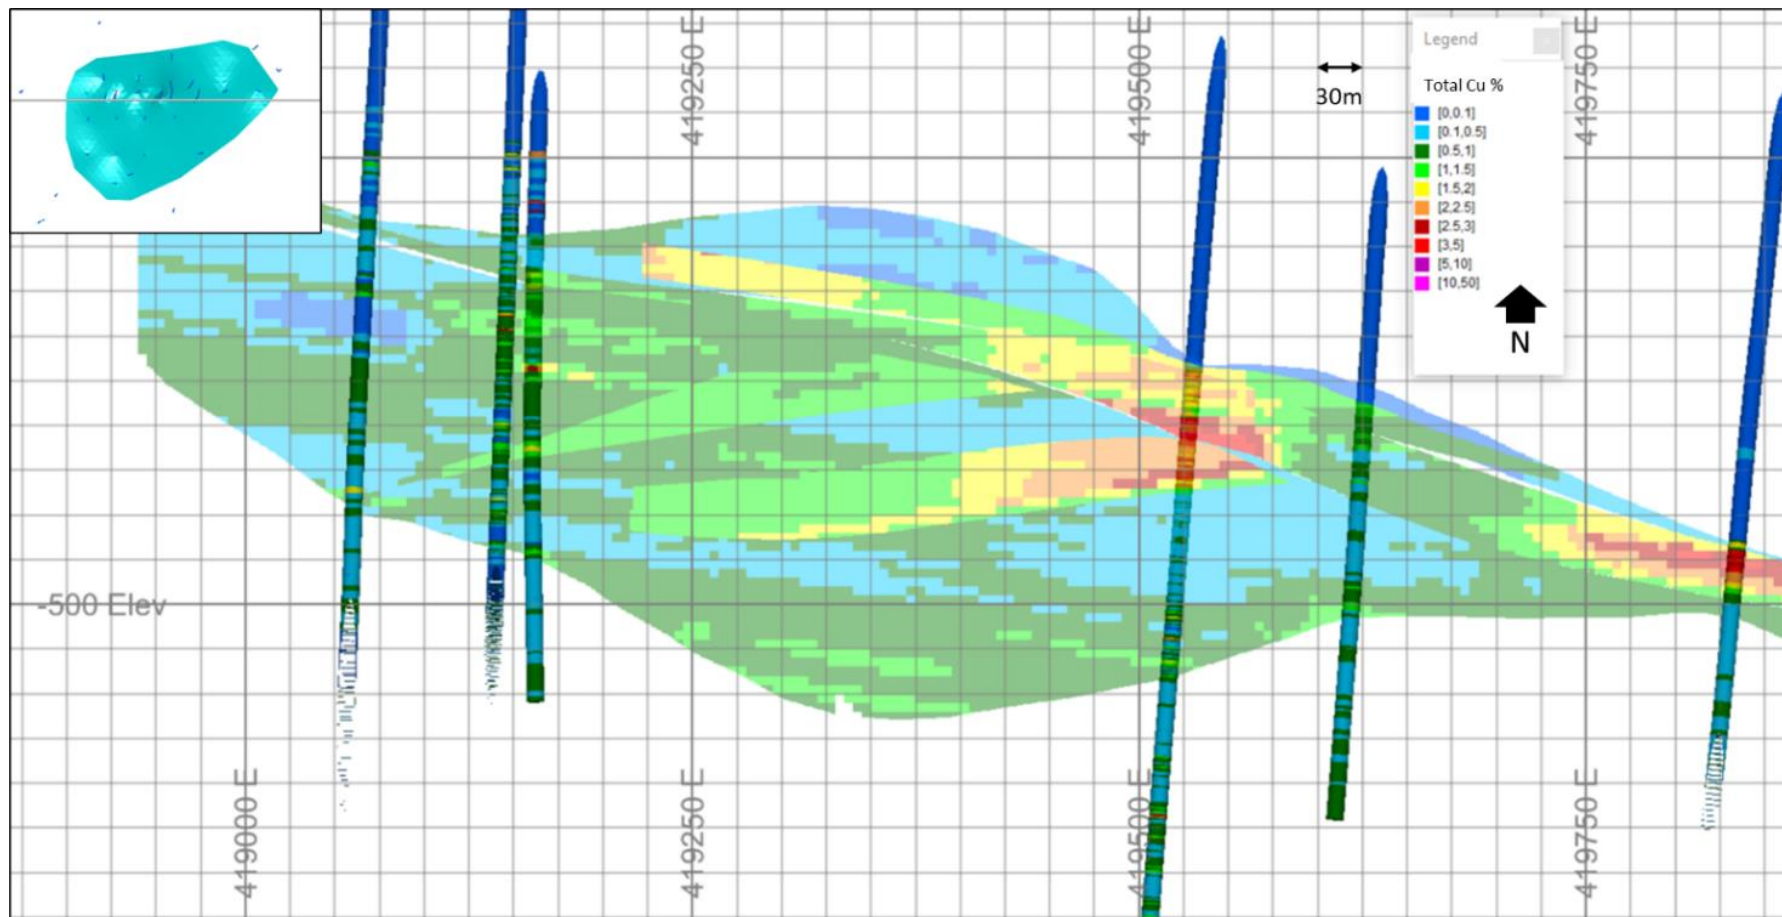 419250 E
419500 E
419750 E
30m
Legend
Total Cu %
[0,0.1]
[0.1,0.5]
[0.5,1]
[1,1.5]
[1.5,2]
[2,2.5]
[2.5,3]
[3,5]
[5,10]
[10,50]
N
-500 Elev
419000 E
419250 E
419500 E
419750 E